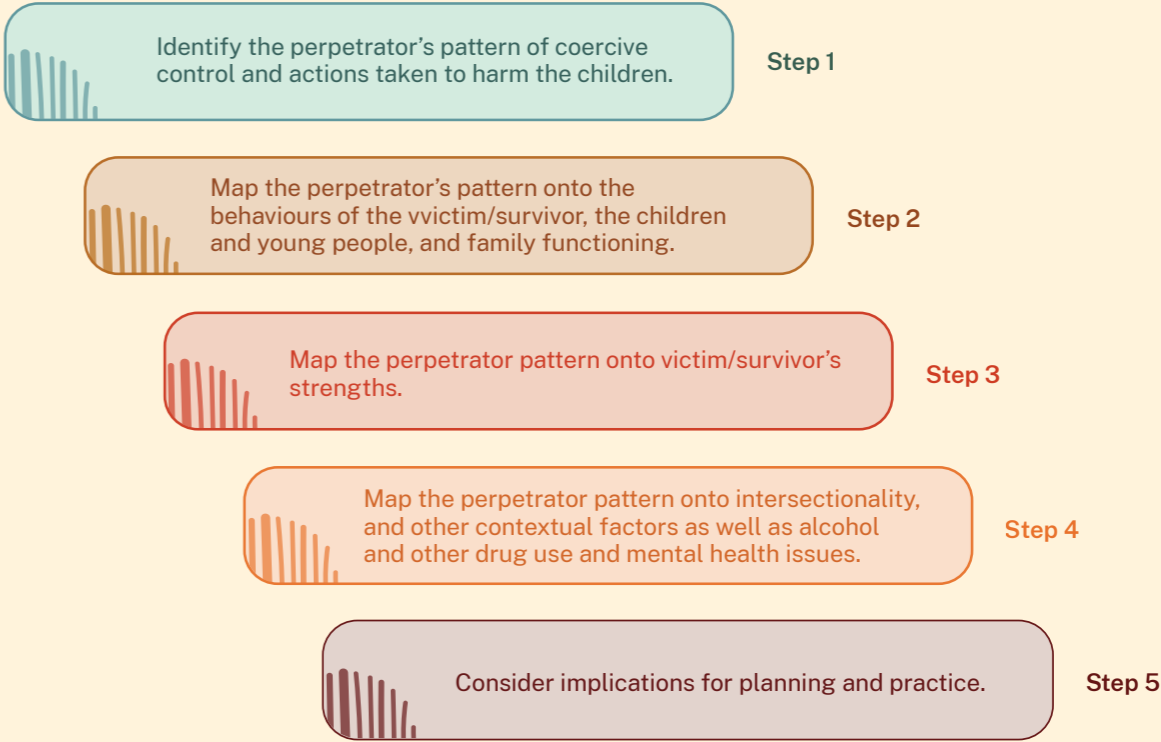 Identify the perpetrator’s pattern of coercive
control and actions taken to harm the children.
Step 1
Map the perpetrator’s pattern onto the
behaviours of the vvictim/survivor, the children
and young people, and family functioning.
Step 2
Map the perpetrator pattern onto victim/survivor’s
strengths.
Step 3
Map the perpetrator pattern onto intersectionality,
and other contextual factors as well as alcohol
and other drug use and mental health issues.
Step 4
Consider implications for planning and practice.
Step 5